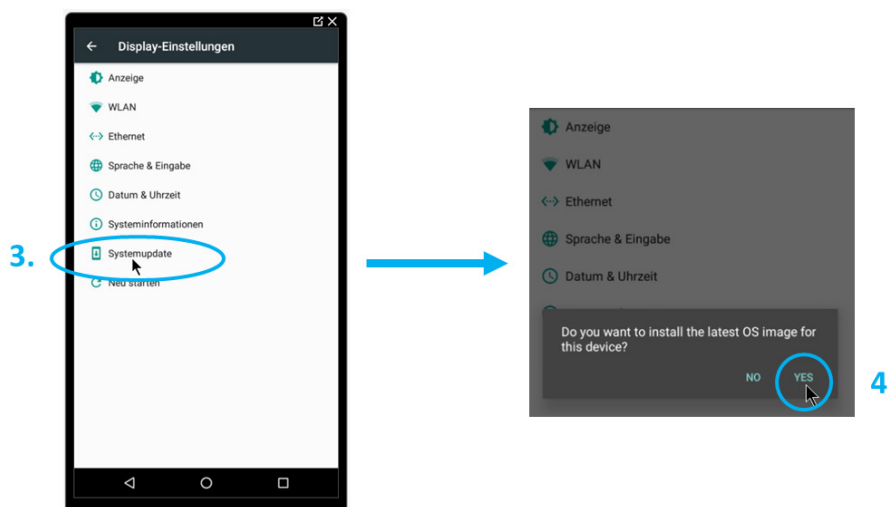 Display-Einstellungen
Anzeige
WLAN
Ethernet
Sprache & Eingabe
Datum & Uhrzeit
Systeminformationen
3.
Systemupdate
Neu starten
Anzeige
WLAN
Ethernet
Sprache & Eingabe
Datum & Uhrzeit
Do you want to install the latest OS image for
this device?
NO YES
4